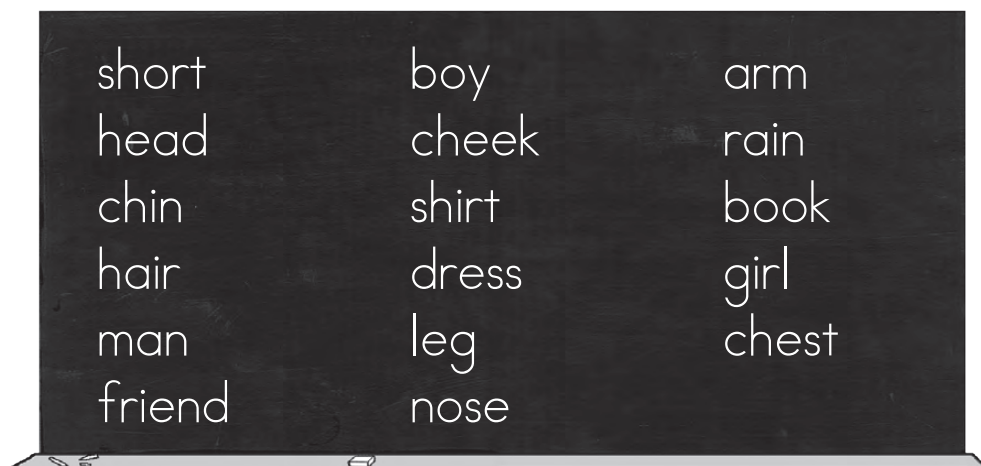 short
head
chin
hair
man
friend
boy
cheek
shirt
dress
leg
nose
arm
rain
book
girl
chest